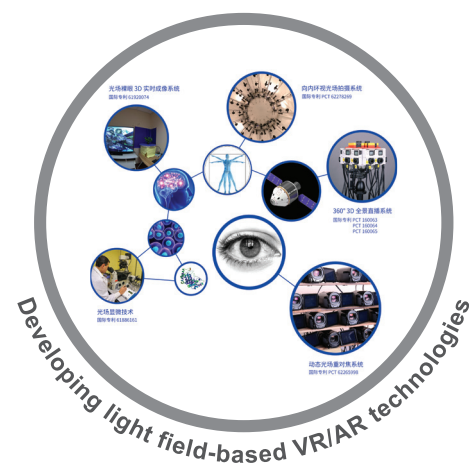 光场裸眼 3D 实时成像系统
国际专利 61920074
向内环视光场拍摄系统
国际专利 PCT 62279269
360° 3D 全景直播系统
国际专利 PCT 160063
PCT 160064
PCT 160065
光场显微技术
国际专利 61886161
动态光场重对焦系统
国际专利 PCT 62269398
Developing light field-based VR/AR technologies